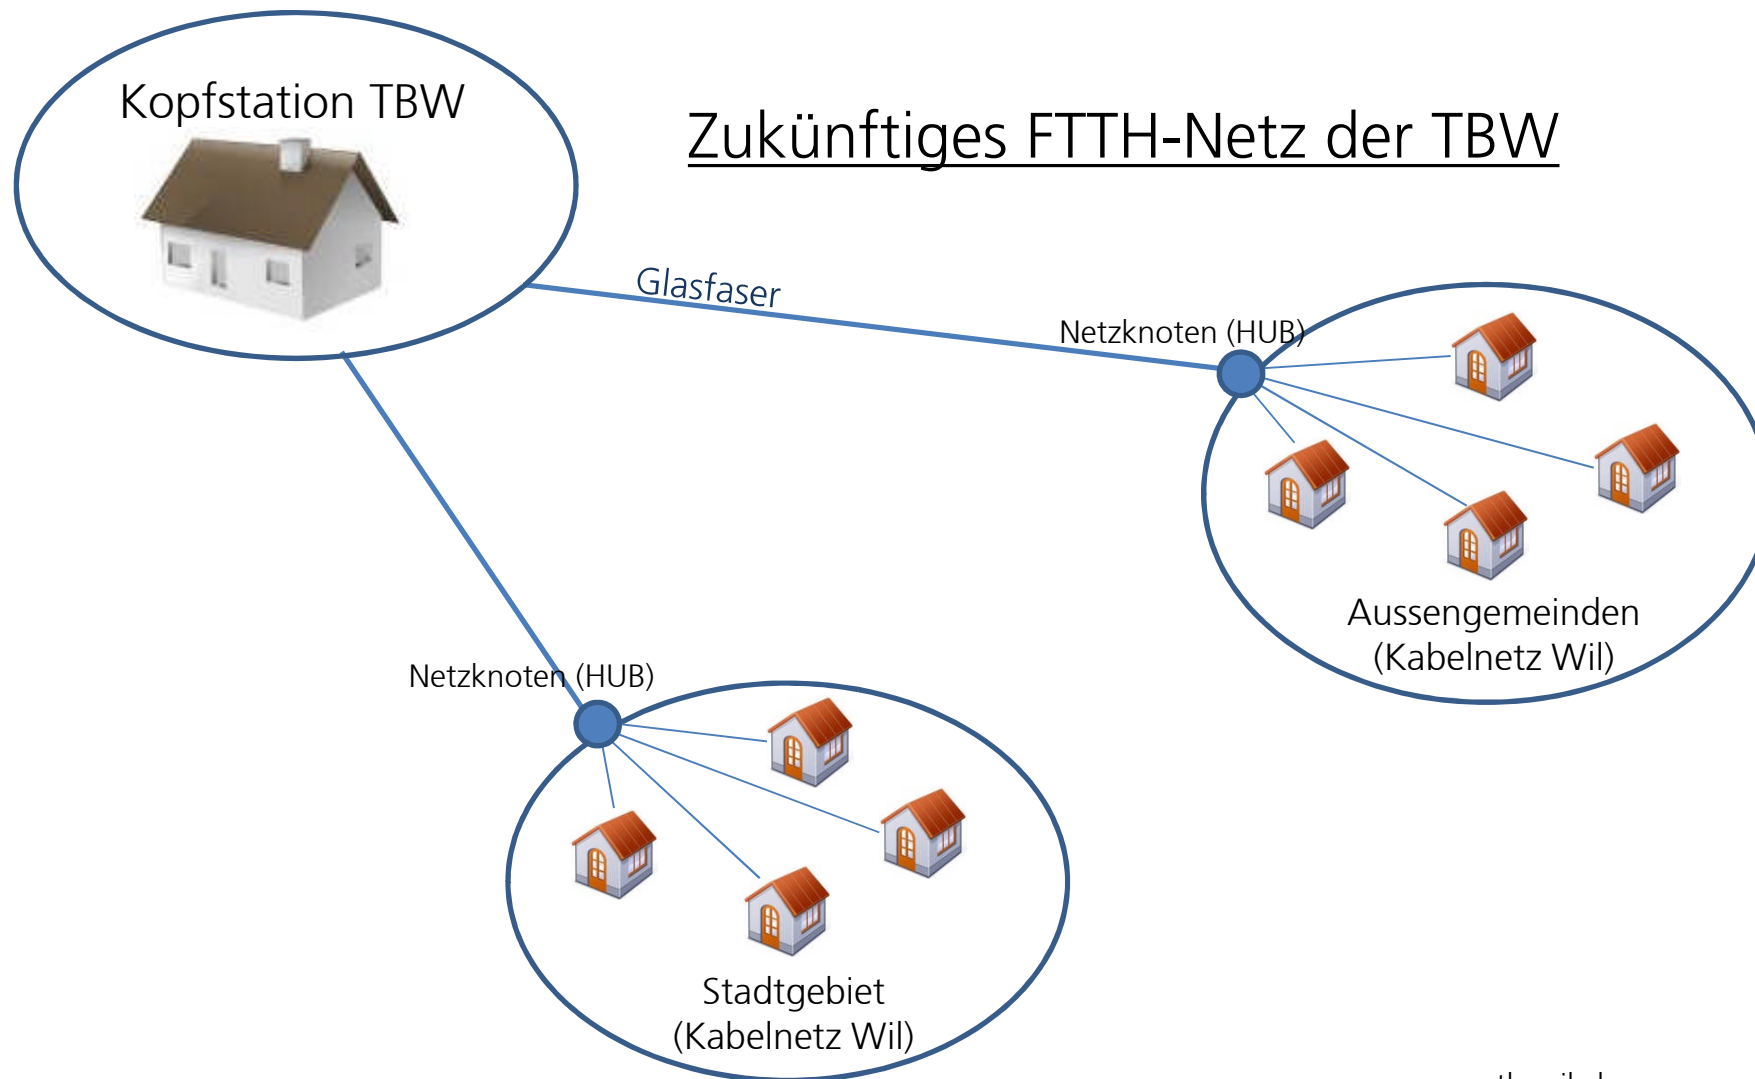 Kopfstation TBW
Zukünftiges FTTH-Netz der TBW
Glasfaser
Netzknoten (HUB)
Aussengemeinden
(Kabelnetz Wil)
Netzknoten (HUB)
Stadtgebiet
(Kabelnetz Wil)